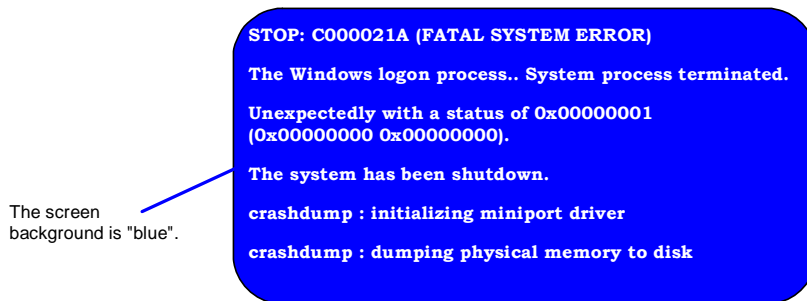 STOP: C000021A (FATAL SYSTEM ERROR)
The Windows logon process.. System process terminated.
Unexpectedly with a status of 0x00000001
(0x00000000 0x00000000).
The system has been shutdown.
crashdump : initializing miniport driver
crashdump : dumping physical memory to disk
The screen
background is "blue".